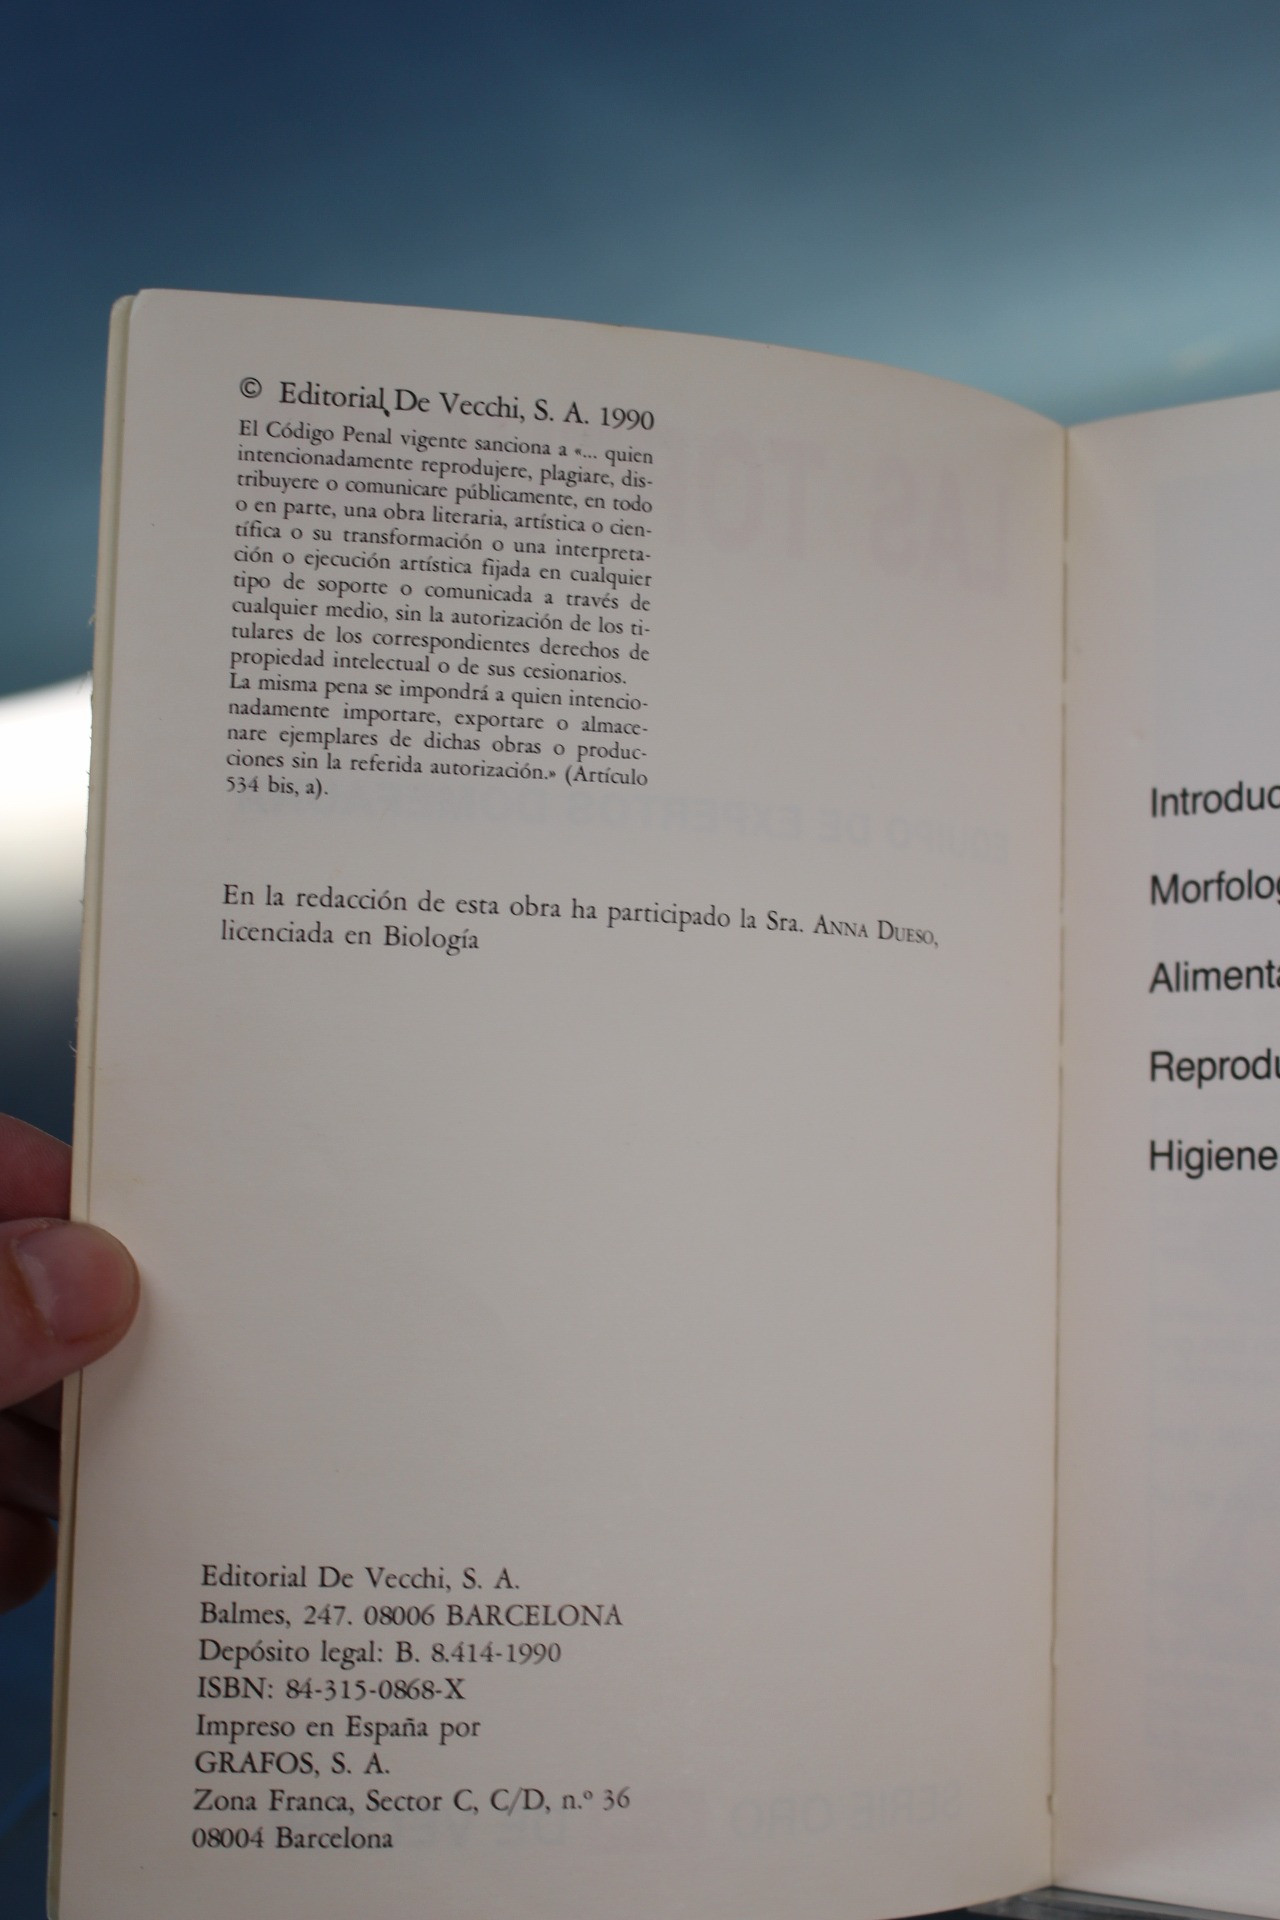 © Editorial De Vecchi, S. A. 1990
El Código Penal vigente sanciona a «... quien
intencionadamente reprodujere, plagiare, dis-
tribuyere o comunicare públicamente, en todo
o en parte, una obra literaria, artística o cien-
tífica o su transformación o una interpreta-
ción o ejecución artística fijada en cualquier
tipo de soporte o comunicada a través de
cualquier medio, sin la autorización de los ti-
tulares de los correspondientes derechos de
propiedad intelectual o de sus cesionarios.
La misma pena se impondrá a quien intencio-
nadamente importare, exportare o almace-
nare ejemplares de dichas obras o produc-
ciones sin la referida autorización.» (Artículo
534 bis, a).
En la redacción de esta obra ha participado la Sra. ANNA DUESO,
licenciada en Biología
Editorial De Vecchi, S. A.
Balmes, 247. 08006 BARCELONA
Depósito legal: B. 8.414-1990
ISBN: 84-315-0868-X
Impreso en España por
GRAFOS, S. A.
Zona Franca, Sector C, C/D, n.º 36
08004 Barcelona
Introduc
Morfolog
Alimenta
Reprodu
Higiene